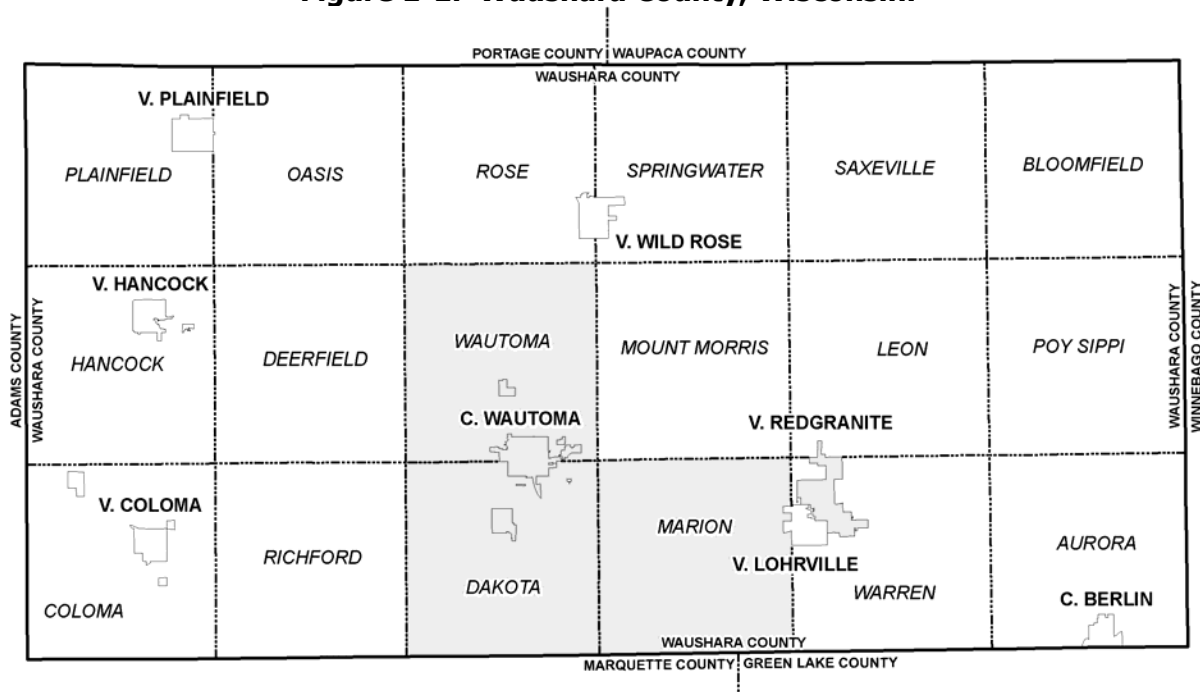 Figure Waushara County, Wisconsin.
PORTAGE COUNTY WAUPACA COUNTY
WAUSHARA COUNTY
V. PLAINFIELD
PLAINFIELD
OASIS
ROSE
SPRINGWATER
SAXEVILLE
BLOOMFIELD
V. WILD ROSE
V. HANCOCK
HANCOCK
DEERFIELD
WAUTOMA
MOUNT MORRIS
LEON
POY SIPPI
ADAMS COUNTY
WAUSHARA COUNTY
WAUSHARA COUNTY
WINNEBAGO COUNTY
C. WAUTOMA
V. REDGRANITE
V. COLOMA
COLOMA
RICHFORD
DAKOTA
MARION
V. LOHRVILLE
WARREN
AURORA
C. BERLIN
WAUSHARA COUNTY
MARQUETTE COUNTY GREEN LAKE COUNTY